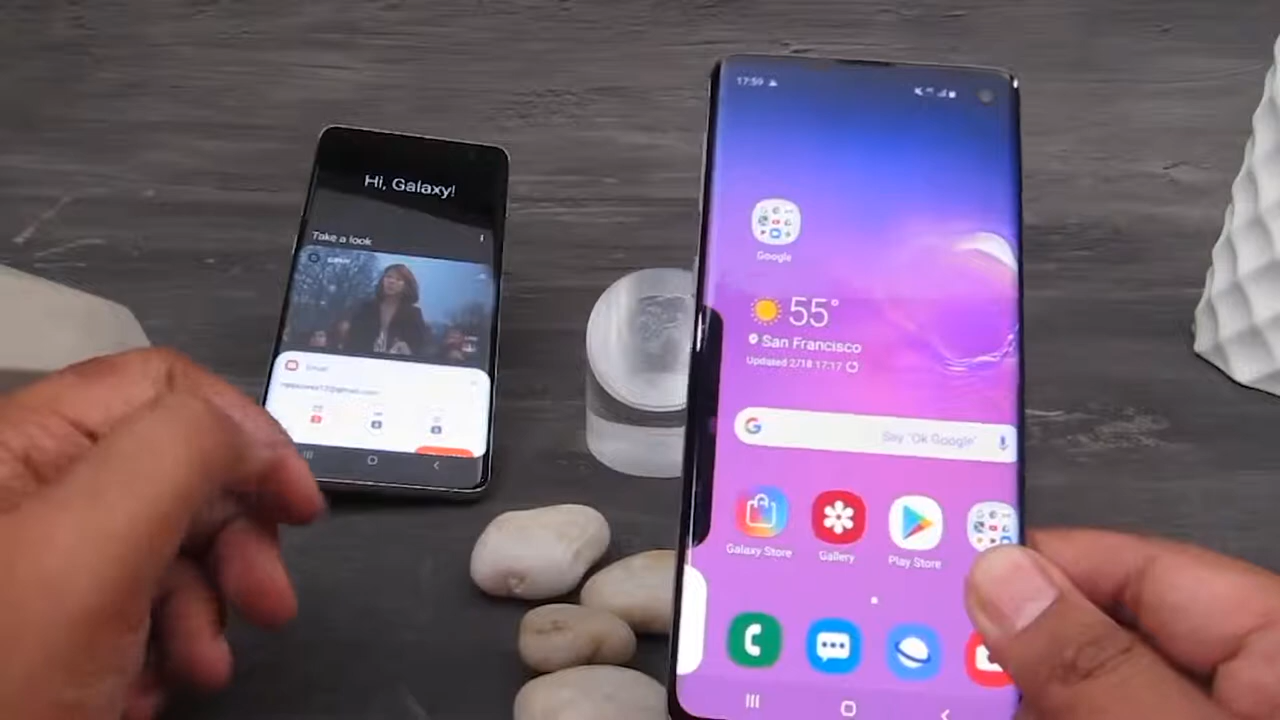 Hi, Galaxy!
Take a look
17:59
Google
55°
San Francisco
Updated 2/18 17:17
G
Say "Ok Google"
Galaxy Store
Gallery
Play Store